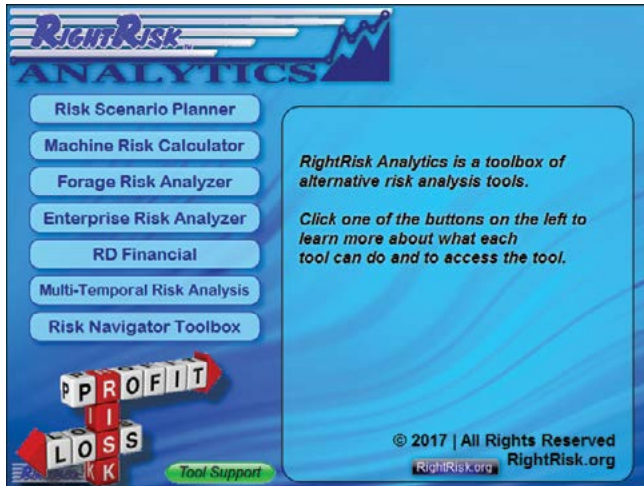 RIGHTRISK
TM
ANALYTICS
Risk Scenario Planner
Machine Risk Calculator
Forage Risk Analyzer
Enterprise Risk Analyzer
RD Financial
Multi-Temporal Risk Analysis
Risk Navigator Toolbox
RightRisk Analytics is a toolbox of
alternative risk analysis tools.
Click one of the buttons on the left to
learn more about what each
tool can do and to access the tool.
PROFIT
RISK
LOSS
Tool Support
© 2017 | All Rights Reserved
RightRisk.org
RightRisk.org